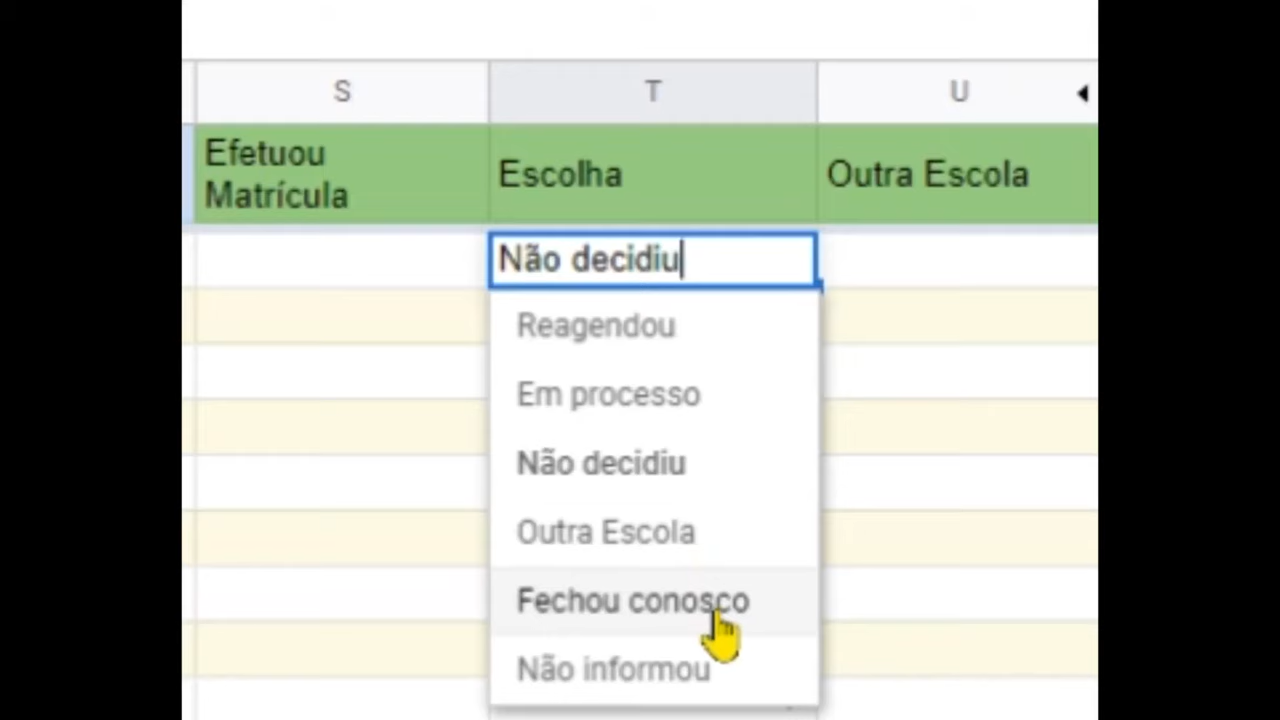 S
T
U
Efetuou
Matrícula
Escolha
Outra Escola
Não decidiu
Reagendou
Em processo
Não decidiu
Outra Escola
Fechou conosco
Não informou